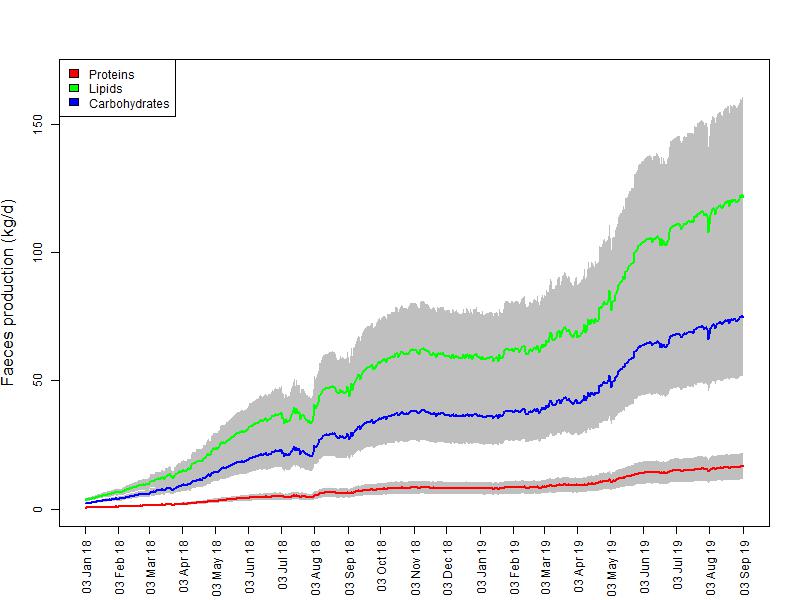 Proteins
Lipids
Carbohydrates
Faeces production (kg/d)
150
100
50
0
03 Jan 18
03 Feb 18
03 Mar 18
03 Apr 18
03 May 18
03 Jun 18
03 Jul 18
03 Aug 18
03 Sep 18
03 Oct 18
03 Nov 18
03 Dec 18
03 Jan 19
03 Feb 19
03 Mar 19
03 Apr 19
03 May 19
03 Jun 19
03 Jul 19
03 Aug 19
03 Sep 19